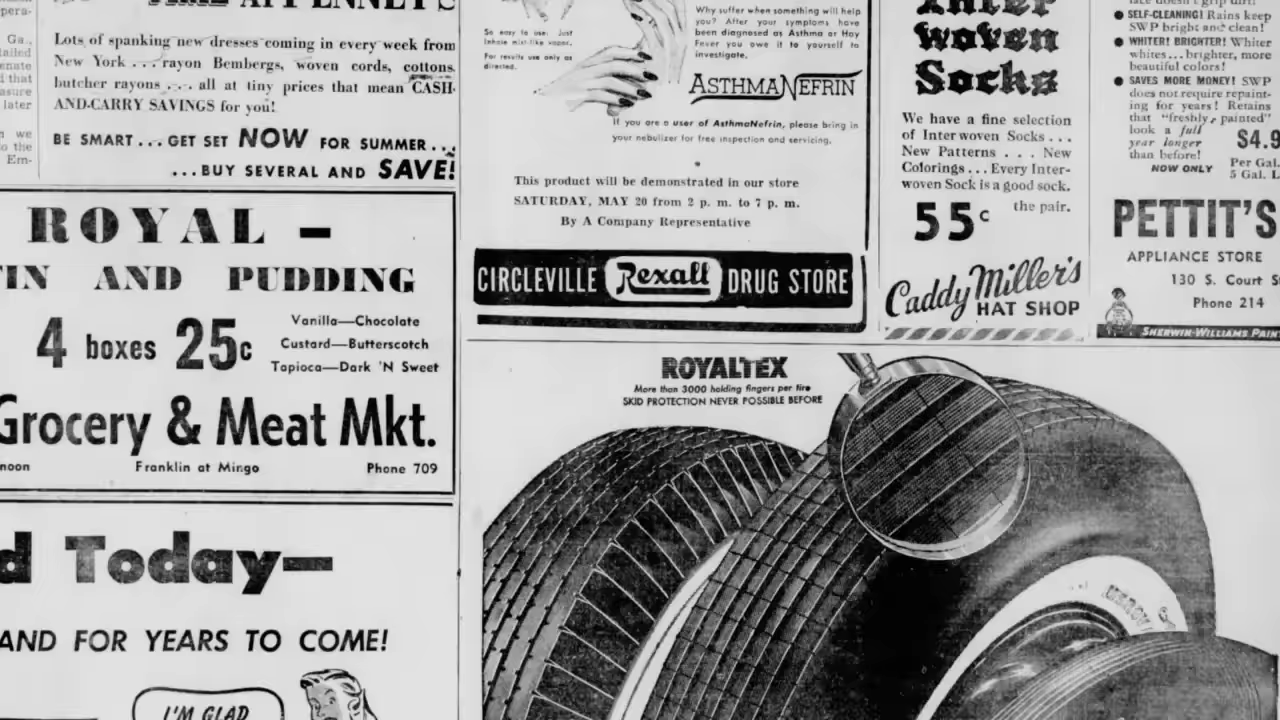 Ga.,
later
we
to the
Em-
Lots of spanking new dresses coming in every week from
New York . . . rayon Bembergs, woven cords, cottons,
butcher rayons . . . all at tiny prices that mean CASH-
AND-CARRY SAVINGS for you!
BE SMART . . . GET SET NOW FOR SUMMER . . .
. . . BUY SEVERAL AND SAVE!
ROYAL —
AND PUDDING
4 boxes 25c
Vanilla—Chocolate
Custard—Butterscotch
Tapioca—Dark 'N Sweet
Grocery & Meat Mkt.
noon Franklin at Mingo Phone 709
d Today—
AND FOR YEARS TO COME!
I'M GLAD
So easy to use: Just
inhale mist-like vapor.
For results use only as
directed.
Why suffer when something will help
you? After your symptoms have
been diagnosed as Asthma or Hay
Fever you owe it to yourself to
investigate.
ASTHMANEFRIN
If you are a user of AsthmaNefrin, please bring in
your nebulizer for free inspection and servicing.
This product will be demonstrated in our store
SATURDAY, MAY 20 from 2 p. m. to 7 p. m.
By A Company Representative
CIRCLEVILLE Rexall DRUG STORE
Inter
woven
Socks
We have a fine selection
of Interwoven Socks . . .
New Patterns . . . New
Colorings . . . Every Inter-
woven Sock is a good sock.
55c the pair.
Caddy Miller's
HAT SHOP
● SELF-CLEANING! Rains keep
SWP bright and clean!
● WHITER! BRIGHTER! Whiter
whites . . . brighter, more
beautiful colors!
● SAVES MORE MONEY! SWP
does not require repaint-
ing for years! Retains
that "freshly painted"
look a full
year longer
than before!
NOW ONLY
$4.9
Per Gal.
5 Gal.
PETTIT'S
APPLIANCE STORE
130 S. Court
Phone 214
SHERWIN-WILLIAMS
ROYALTEX
More than 3000 holding fingers per tire
SKID PROTECTION NEVER POSSIBLE BEFORE